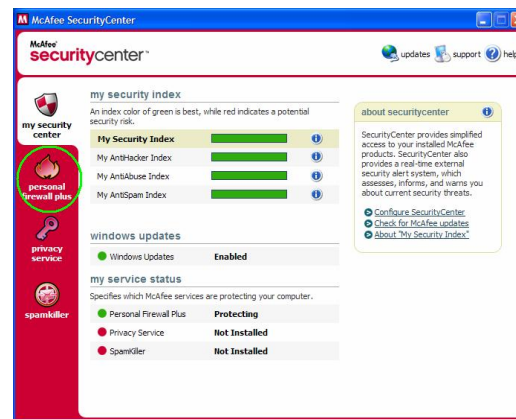 McAfee SecurityCenter
McAfee
securitycenter
updates
support
help
my security center
personal firewall plus
privacy service
spamkiller
my security index
An index color of green is best, while red indicates a potential
security risk.
My Security Index
My AntiHacker Index
My AntiAbuse Index
My AntiSpam Index
windows updates
Windows Updates Enabled
my service status
Specifies which McAfee services are protecting your computer.
Personal Firewall Plus Protecting
Privacy Service Not Installed
SpamKiller Not Installed
about securitycenter
SecurityCenter provides simplified
access to your installed McAfee
products. SecurityCenter also
provides a real-time external
security alert system, which
assesses, informs, and warns you
about current security threats.
Configure SecurityCenter
Check for McAfee updates
About "My Security Index"